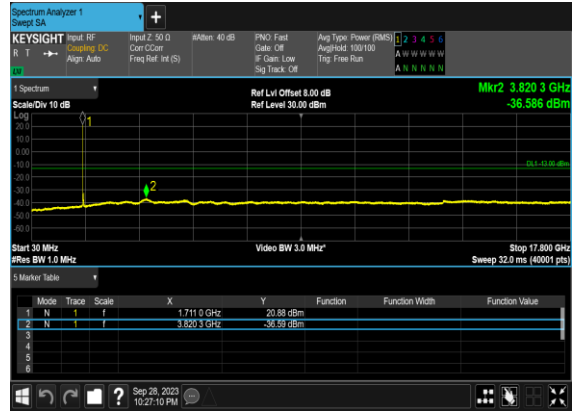 Spectrum Analyzer 1
Swept SA
+
KEYSIGHT Input: RF Input Z: 50 Ω #Atten: 40 dB PNO: Fast Avg Type: Power (RMS) 1 2 3 4 5 6
R T Coupling: DC Corr CCorr Gate: Off Avg|Hold: 100/100 A W W W W W
Align: Auto Freq Ref: Int (S) IF Gain: Low Trig: Free Run
Sig Track: Off A N N N N N
1 Spectrum Ref Lvl Offset 8.00 dB Mkr2 3.820 3 GHz
Scale/Div 10 dB Ref Level 30.00 dBm -36.586 dBm
Log
20.0
10.0
0.00
-10.0
-20.0
-30.0
-40.0
-50.0
-60.0
1
2
DL1 -13.00 dBm
Start 30 MHz Video BW 3.0 MHz* Stop 17.800 GHz
#Res BW 1.0 MHz Sweep 32.0 ms (40001 pts)
5 Marker Table
Mode Trace Scale X Y Function Function Width Function Value
1 N 1 f 1.711 0 GHz 20.88 dBm
2 N 1 f 3.820 3 GHz -36.59 dBm
3
4
5
6
? Sep 28, 2023
10:27:10 PM